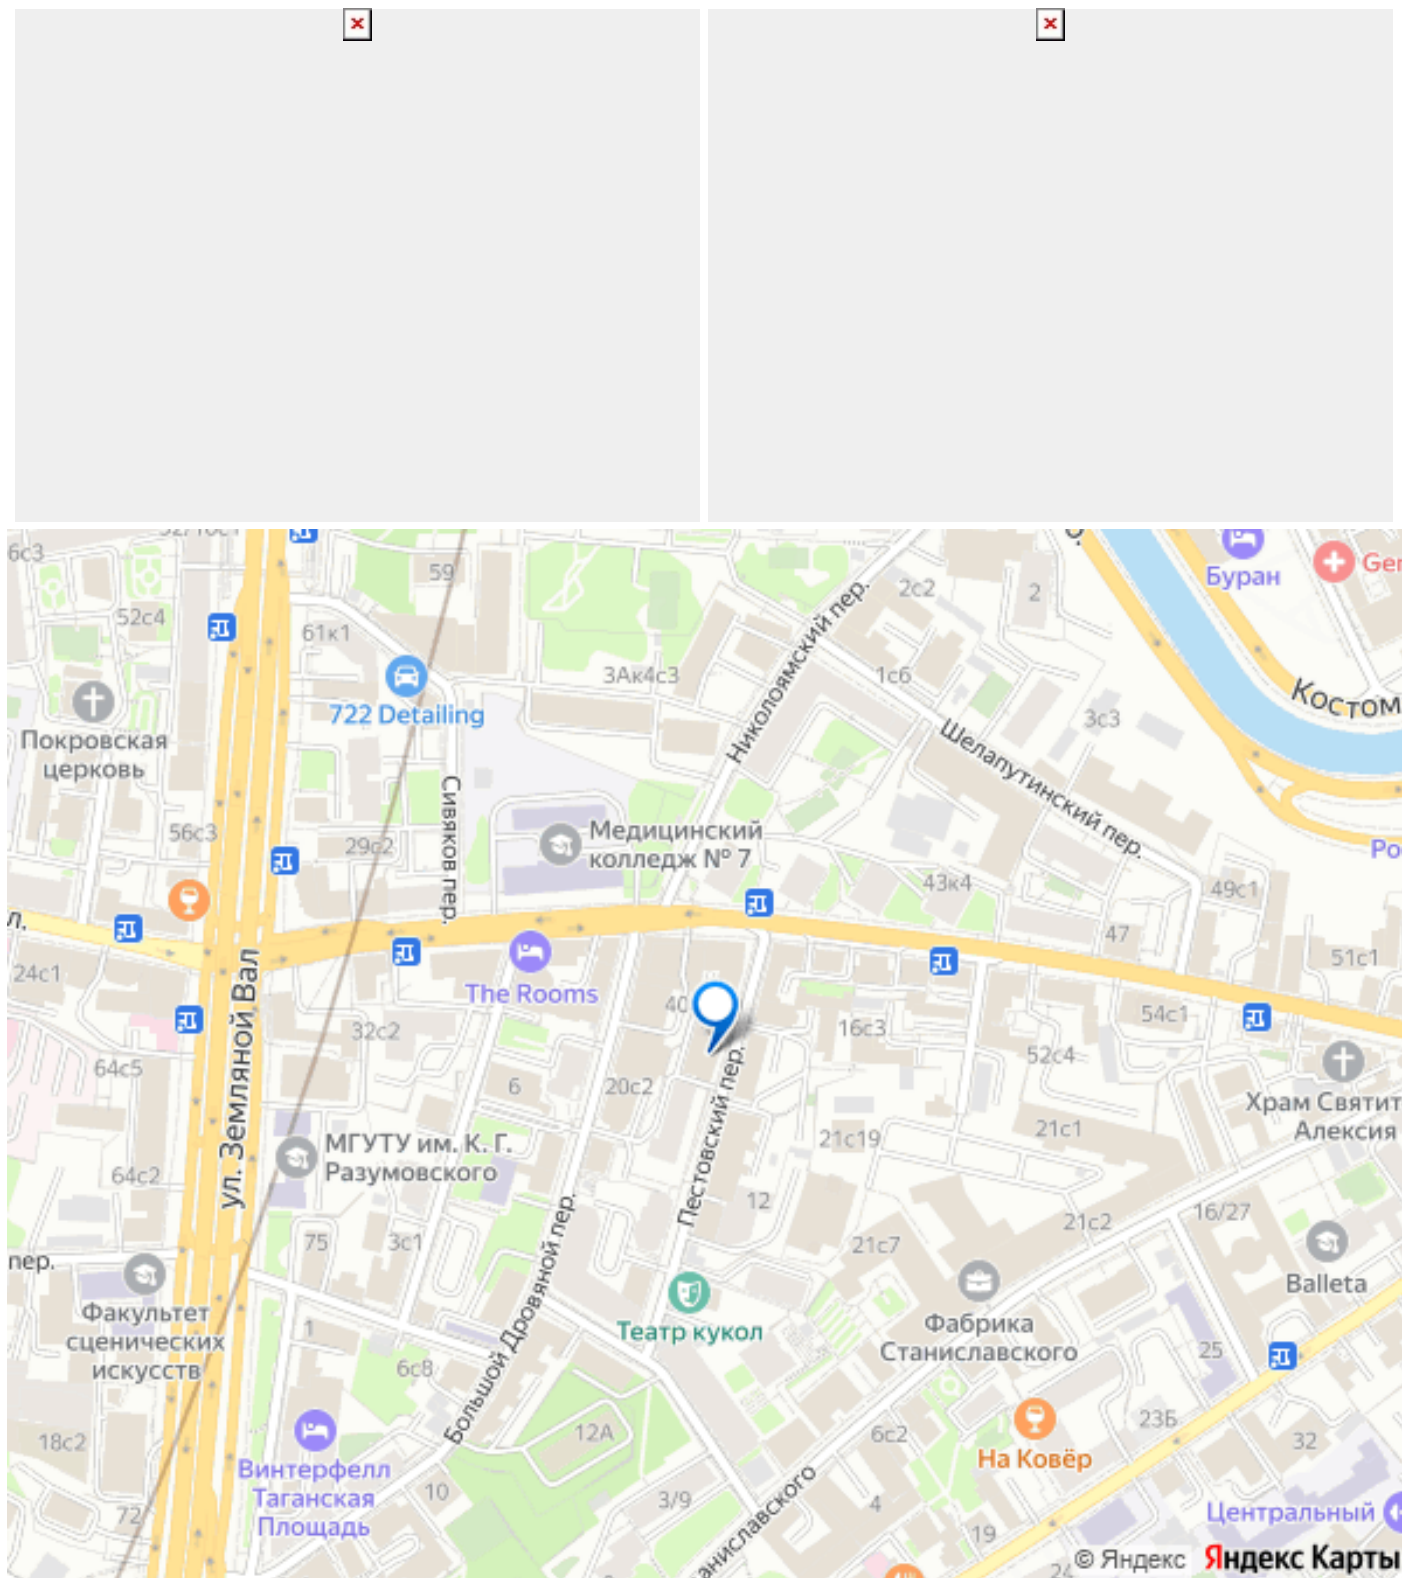 6с3
52с4
59
61к1
2с2
2
Буран
Николоямский пер.
3Ак4с3
1с6
722 Detailing
Костом
3с3
Шелапутинский пер.
Покровская
церковь
Сивяков пер.
56с3
29с2
Медицинский
колледж № 7
43к4
49с1
л.
47
51с1
24с1
The Rooms
ул. Земляной Вал
40
32с2
16с3
54с1
52с4
64с5
6
20с2
Пестовский пер.
Храм Святит
Алексия
МГУТУ им. К. Г.
Разумовского
21с19
21с1
64с2
12
16/27
21с2
75
3с1
21с7
пер.
Большой Дровяной пер.
Balleta
Факультет
сценических
искусств
1
Театр кукол
Фабрика
Станиславского
25
6с8
12А
23Б
6с2
32
18с2
На Ковёр
Винтерфелл
Таганская
Площадь
10
3/9
4
аниславского
72
19
Центральный
© Яндекс
Яндекс Карты